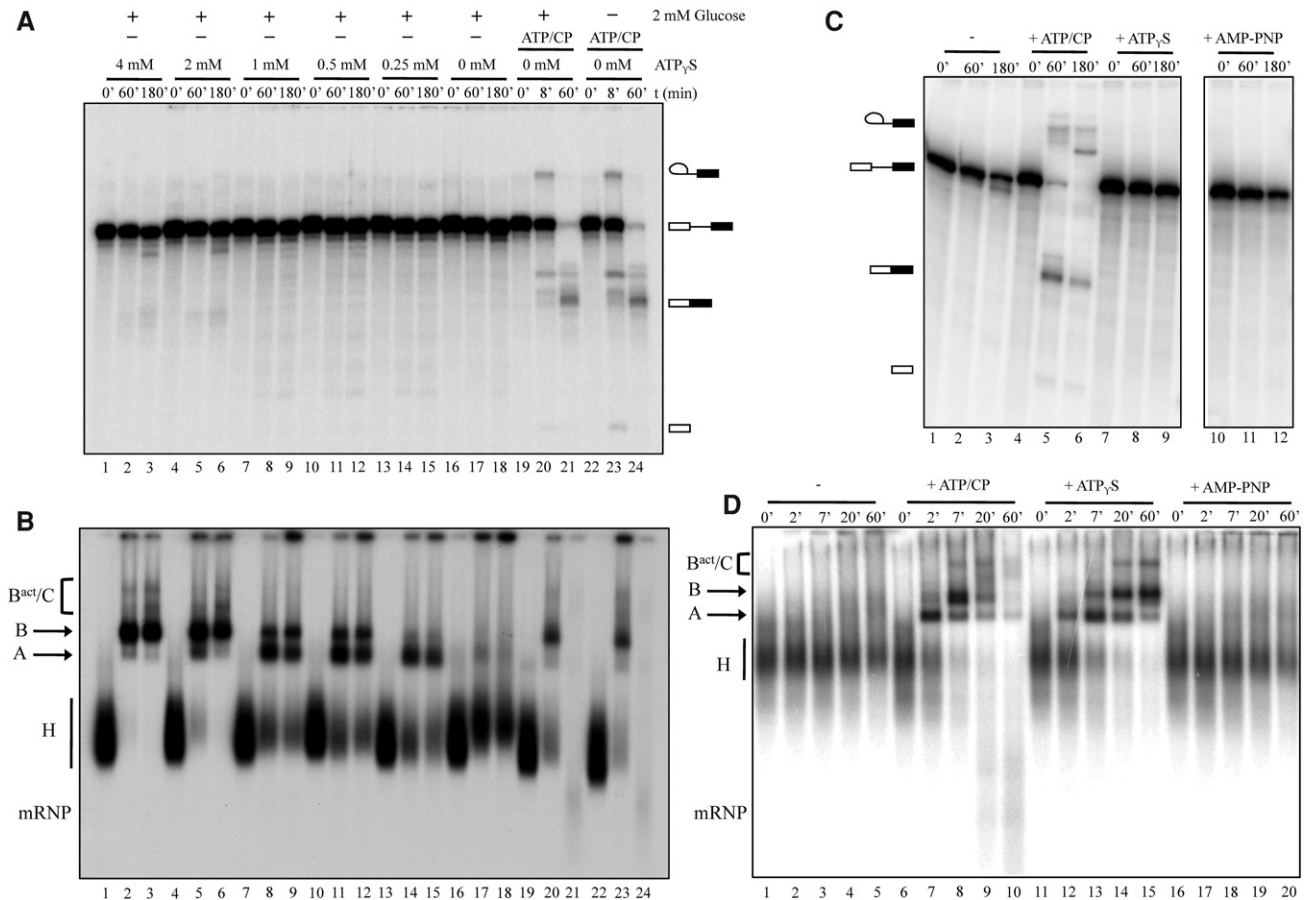 A
+ + + + + + + − 2 mM Glucose
− − − − − − ATP/CP ATP/CP
4 mM 2 mM 1 mM 0.5 mM 0.25 mM 0 mM 0 mM 0 mM ATPγS
0’ 60’ 180’ 0’ 60’ 180’ 0’ 60’ 180’ 0’ 60’ 180’ 0’ 60’ 180’ 0’ 60’ 180’ 0’ 8’ 60’ 0’ 8’ 60’ t (min)
1 2 3 4 5 6 7 8 9 10 11 12 13 14 15 16 17 18 19 20 21 22 23 24
B
Bact/C
B
A
H
mRNP
1 2 3 4 5 6 7 8 9 10 11 12 13 14 15 16 17 18 19 20 21 22 23 24
C
- + ATP/CP + ATPγS + AMP-PNP
0’ 60’ 180’ 0’ 60’ 180’ 0’ 60’ 180’ 0’ 60’ 180’
1 2 3 4 5 6 7 8 9 10 11 12
D
- + ATP/CP + ATPγS + AMP-PNP
0’ 2’ 7’ 20’ 60’ 0’ 2’ 7’ 20’ 60’ 0’ 2’ 7’ 20’ 60’ 0’ 2’ 7’ 20’ 60’
Bact/C
B
A
H
mRNP
1 2 3 4 5 6 7 8 9 10 11 12 13 14 15 16 17 18 19 20